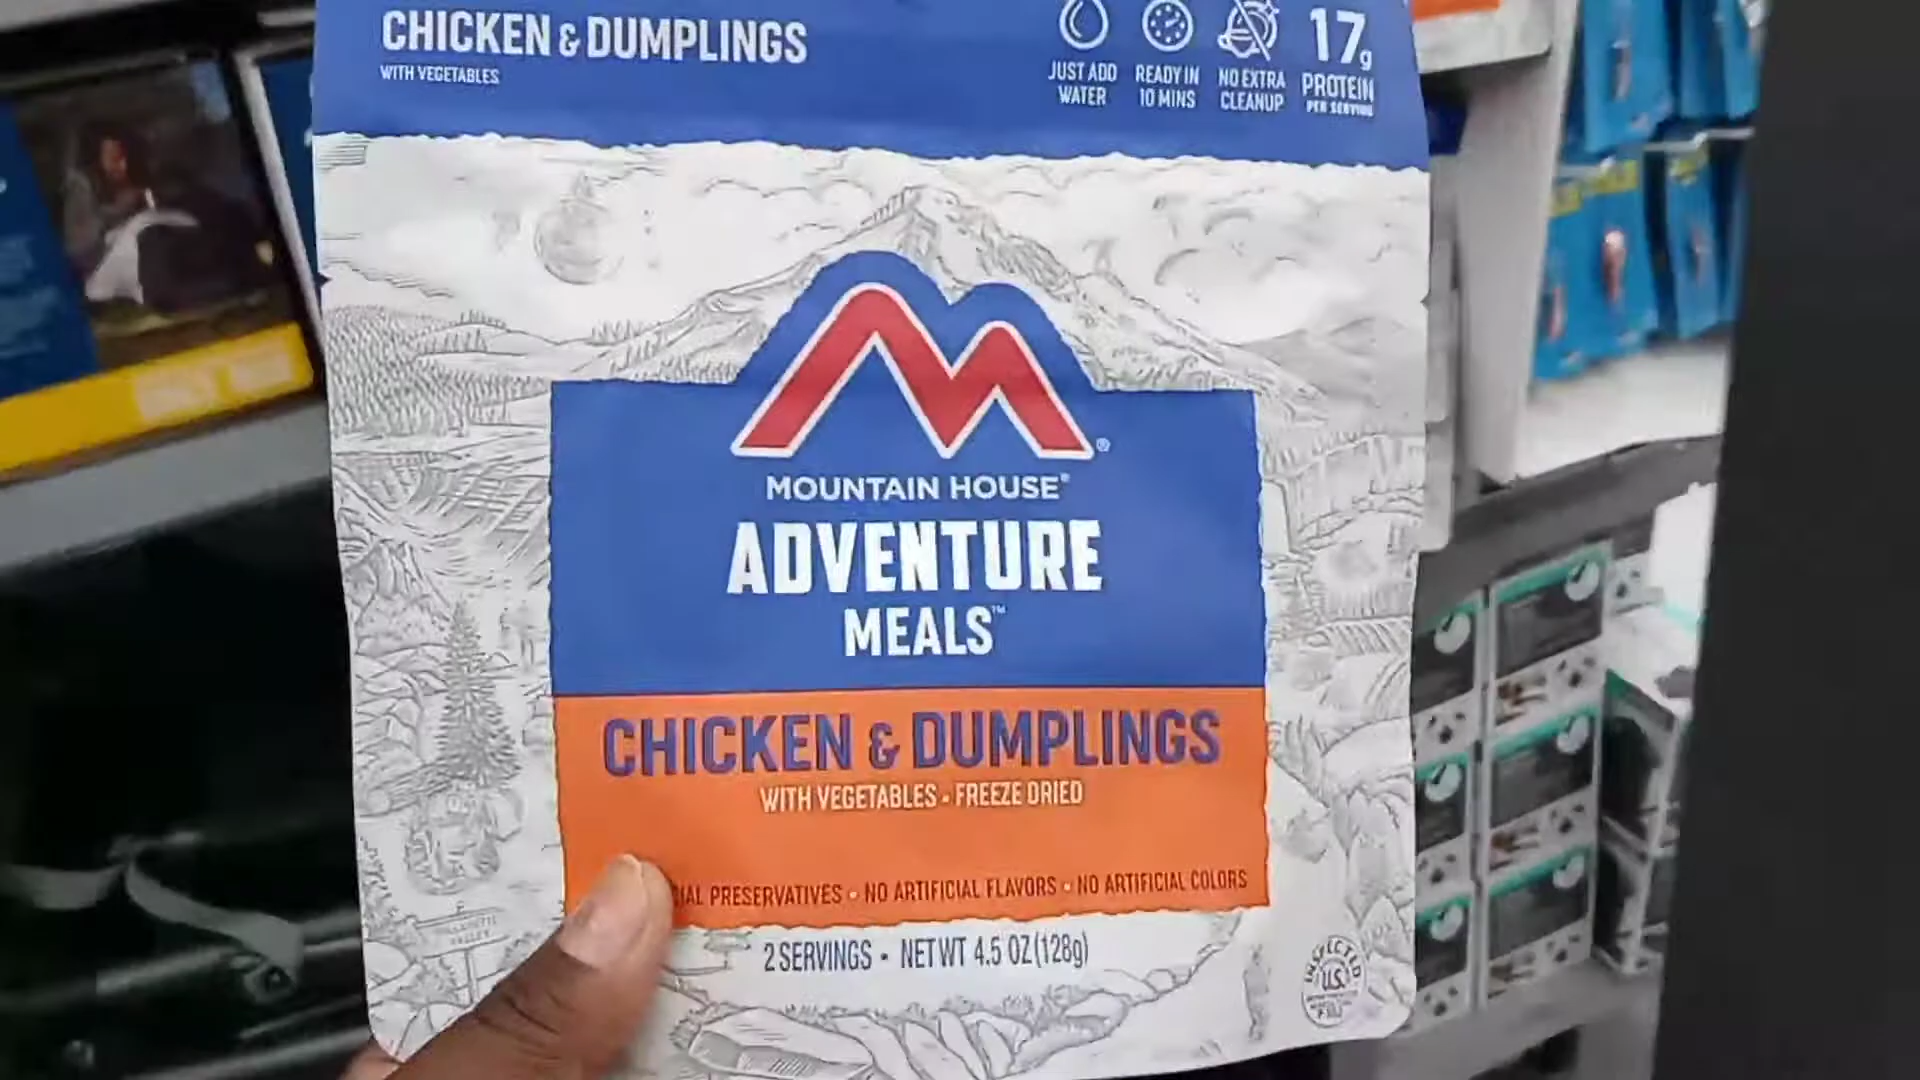 CHICKEN & DUMPLINGS
WITH VEGETABLES
JUST ADD
WATER
READY IN
10 MINS
NO EXTRA
CLEANUP
17g
PROTEIN
PER SERVING
MOUNTAIN HOUSE®
ADVENTURE
MEALS™
CHICKEN & DUMPLINGS
WITH VEGETABLES • FREEZE DRIED
IAL PRESERVATIVES • NO ARTIFICIAL FLAVORS • NO ARTIFICIAL COLORS
2 SERVINGS • NET WT 4.5 OZ (128g)
VALLEY
INSPECTED
U.S.